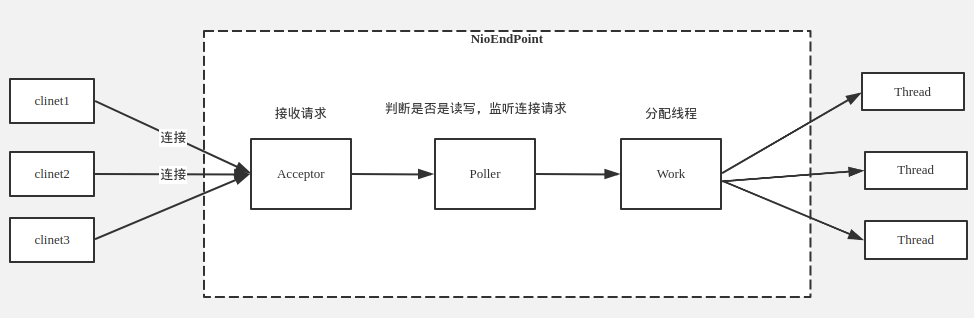 NioEndPoint
clinet1
clinet2
clinet3
连接
连接
接收请求
Acceptor
判断是否是读写，监听连接请求
Poller
分配线程
Work
Thread
Thread
Thread